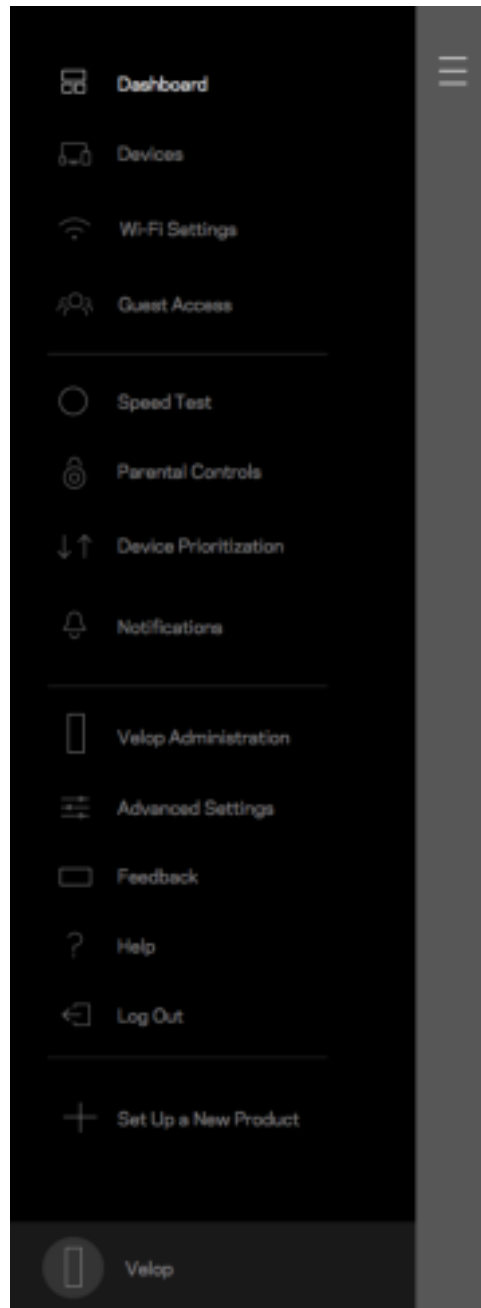 Dashboard
Devices
Wi-Fi Settings
Guest Access
Speed Test
Parental Controls
Device Prioritization
Notifications
Velop Administration
Advanced Settings
Feedback
? Help
Log Out
Set Up a New Product
Velop